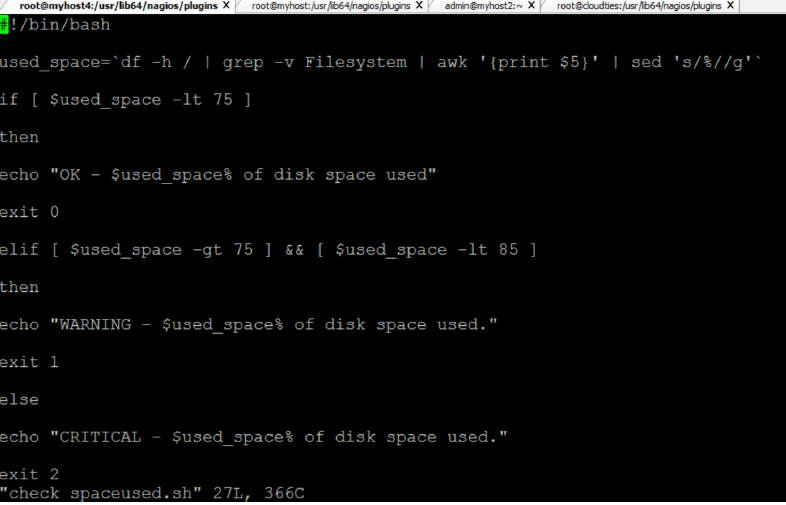 root@myhost4:/usr/lib64/nagios/plugins X root@myhost:/usr/lib64/nagios/plugins X admin@myhost2:~ X root@cloudties:/usr/lib64/nagios/plugins X
#!/bin/bash
used_space=`df -h / | grep -v Filesystem | awk '{print $5}' | sed 's/%//g'`
if [ $used_space -lt 75 ]
then
echo "OK - $used_space% of disk space used"
exit 0
elif [ $used_space -gt 75 ] && [ $used_space -lt 85 ]
then
echo "WARNING - $used_space% of disk space used."
exit 1
else
echo "CRITICAL - $used_space% of disk space used."
exit 2
"check_spaceused.sh" 27L, 366C